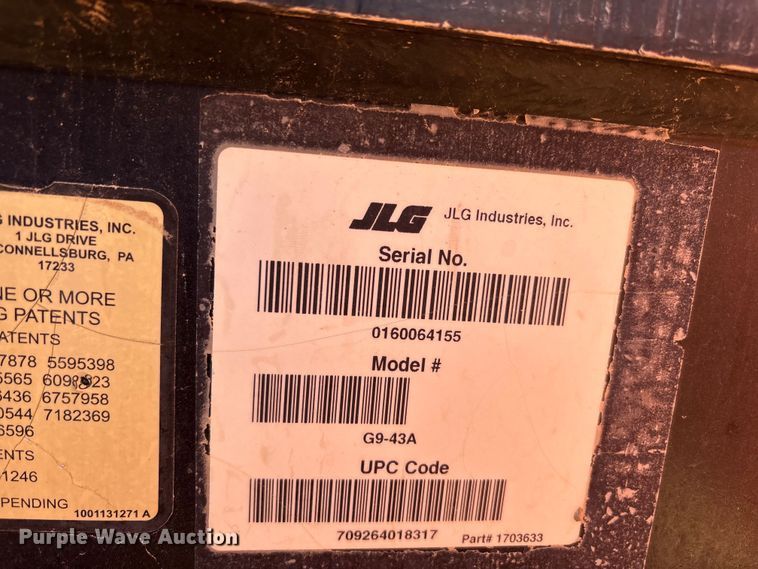 G INDUSTRIES, INC.
1 JLG DRIVE
CONNELLSBURG, PA
17233
NE OR MORE
G PATENTS
ATENTS
7878 5595398
5565
6436 6757958
0544 7182369
6596
ENTS
1246
PENDING
1001131271 A
JLG JLG Industries, Inc.
Serial No.
0160064155
Model #
G9-43A
UPC Code
709264018317
Part# 1703633
Purple Wave Auction